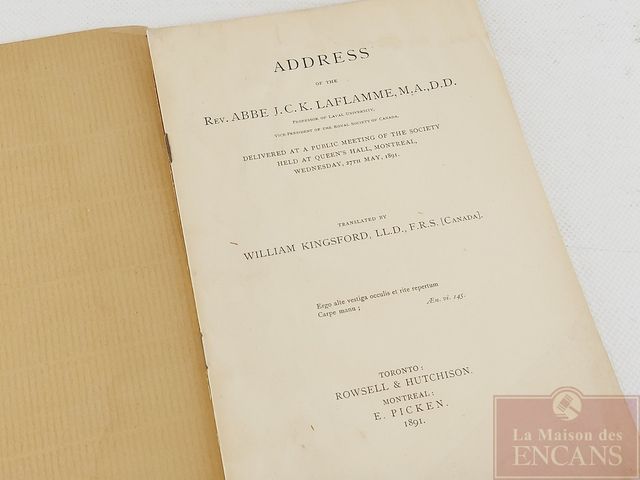 ADDRESS
OF THE
REV. ABBE J.C.K. LAFLAMME, M.A., D.D.
PROFESSOR OF LAVAL UNIVERSITY,
VICE PRESIDENT OF THE ROYAL SOCIETY OF CANADA.
DELIVERED AT A PUBLIC MEETING OF THE SOCIETY
HELD AT QUEEN'S HALL, MONTREAL,
WEDNESDAY, 27TH MAY, 1891.
TRANSLATED BY
WILLIAM KINGSFORD, LL.D., F.R.S. [CANADA].
Ergo alte vestiga occulis et rite repertum
Carpe manu; Æn. vi. 145.
TORONTO:
ROWSELL & HUTCHISON.
MONTREAL:
E. PICKEN.
1891.
La Maison des
ENCANS